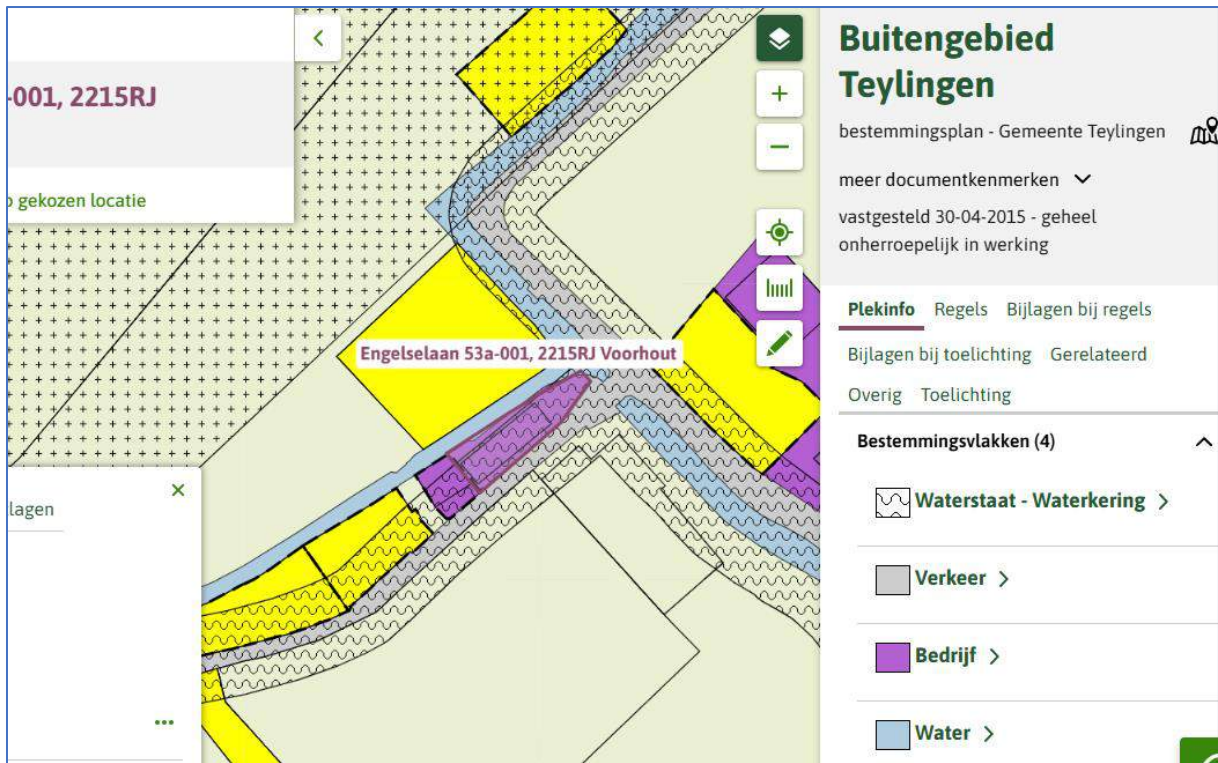 -001, 2215RJ
gekozen locatie
lagen
Engelselaan 53a-001, 2215RJ Voorhout
Buitengebied
Teylingen
bestemmingsplan - Gemeente Teylingen
meer documentkenmerken
vastgesteld 30-04-2015 - geheel
onherroepelijk in werking
Plekinfo Regels Bijlagen bij regels
Bijlagen bij toelichting Gerelateerd
Overig Toelichting
Bestemmingsvlakken (4)
Waterstaat - Waterkering
Verkeer
Bedrijf
Water